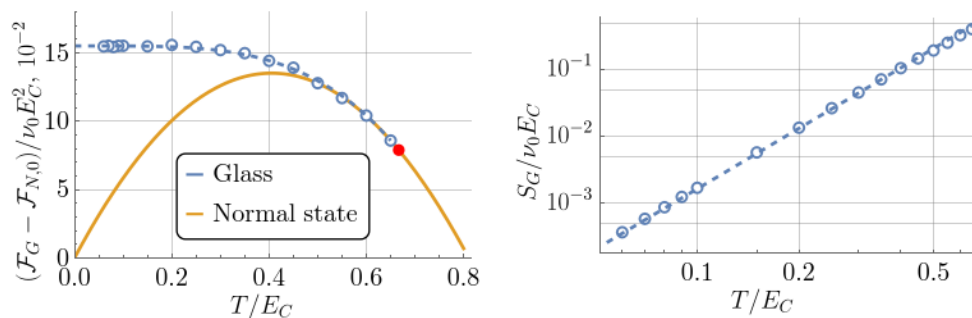 (𝓕_G − 𝓕_{N,0})/ν_0E_C^2, 10^{-2}
15
10
5
0
Glass
Normal state
0.0 0.2 0.4 0.6 0.8
T/E_C
S_G/ν_0E_C
10^{-1}
10^{-2}
10^{-3}
0.1 0.2 0.5
T/E_C